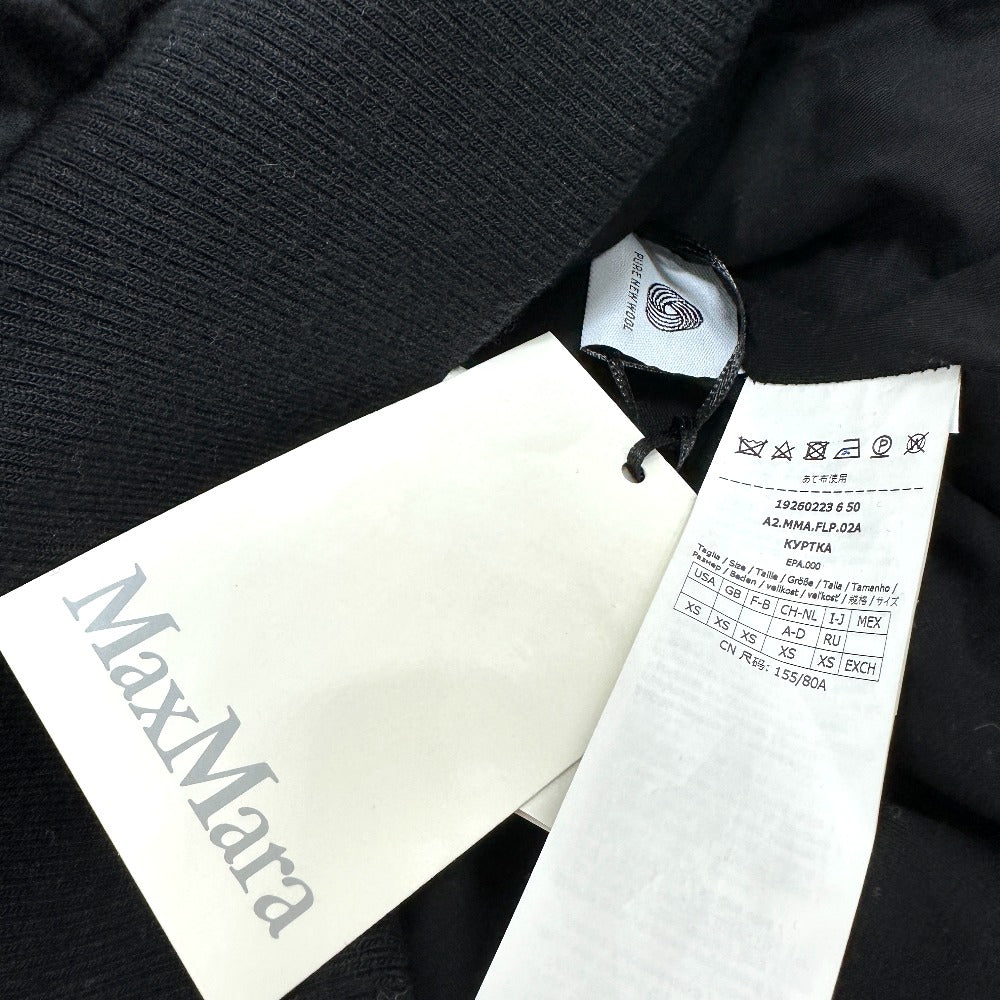 PURE NEW WOOL
あて布使用
19260223 6 50
A2.MMA.FLP.02A
КУРТКА
EPA.000
Taglia / Size / Taille / Größe / Talla / Tamanho /
Размер / Beden / velikost / veľkosť / 规格 / サイズ
USA GB F-B CH-NL I-J MEX
A-D RU
XS XS XS XS XS EXCH
CN 尺码: 155/80A
MaxMara